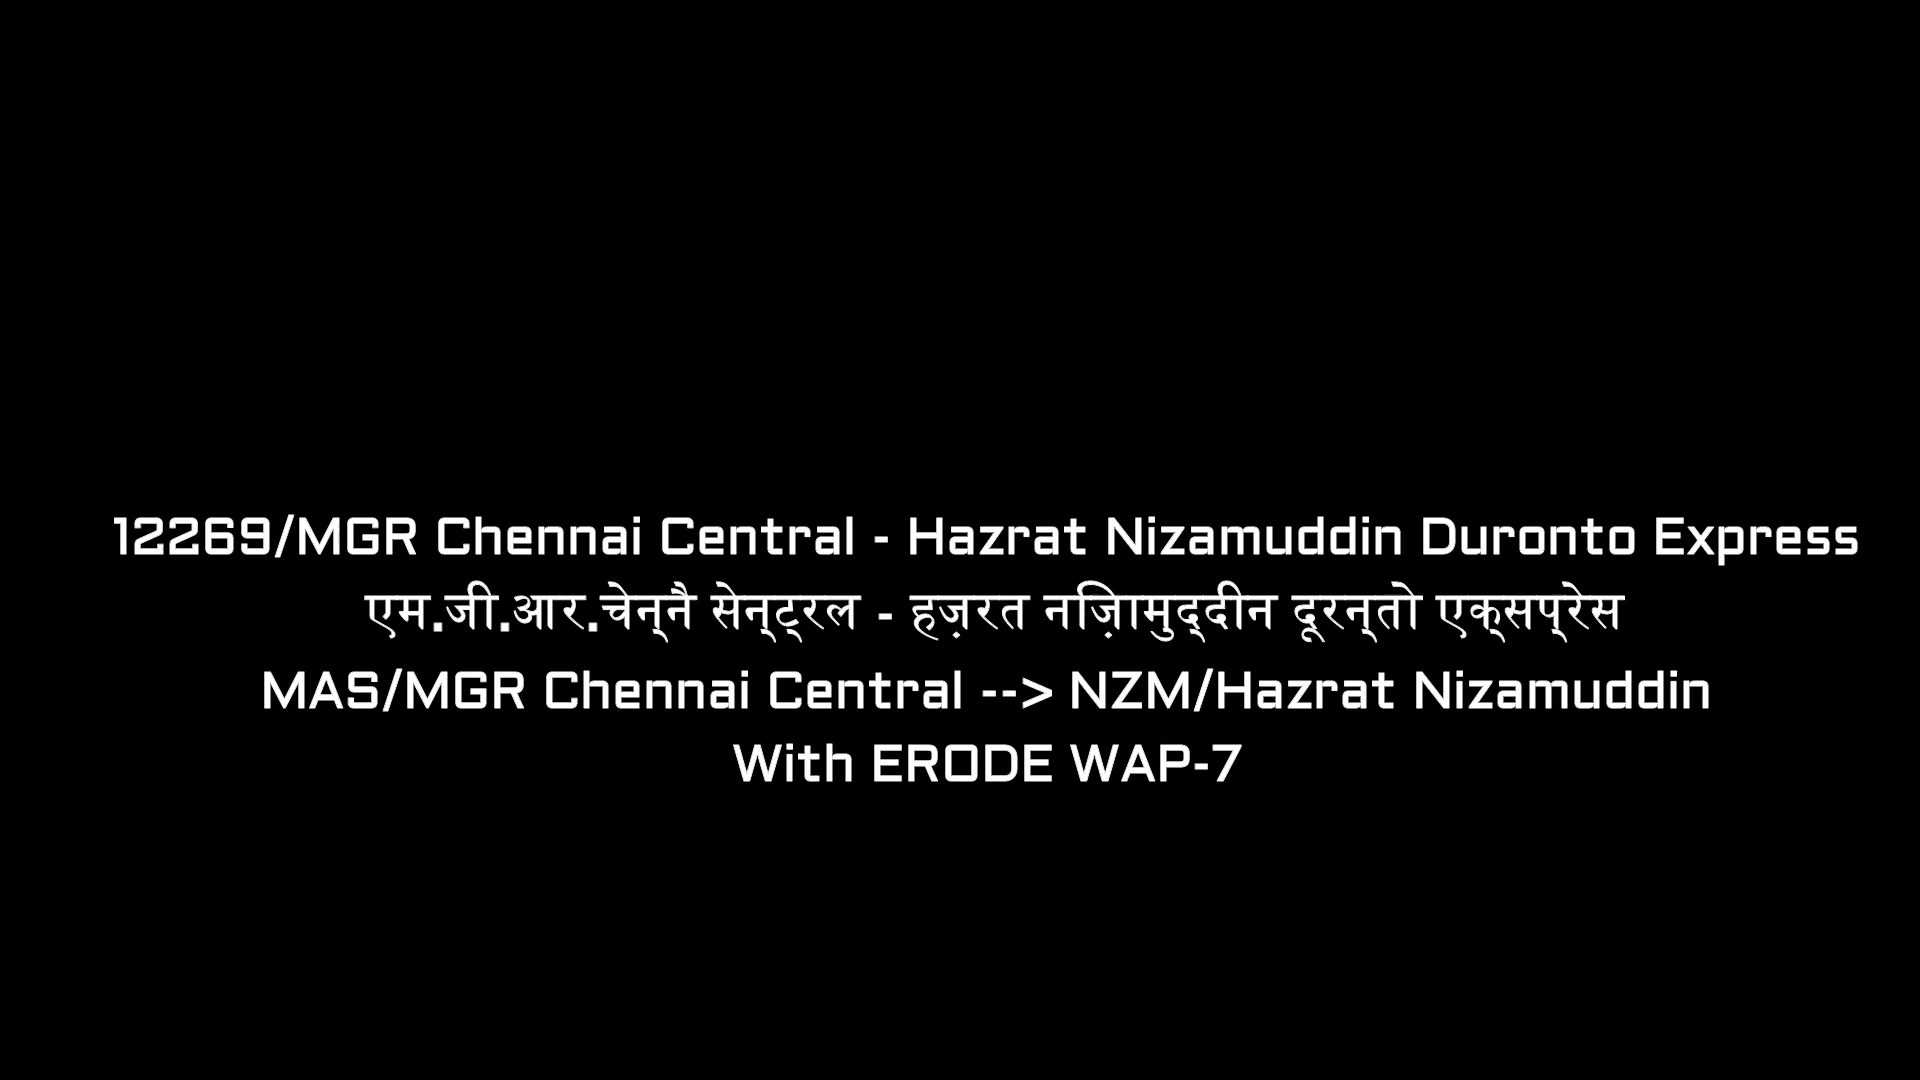 12269/MGR Chennai Central - Hazrat Nizamuddin Duronto Express
एम.जी.आर.चेन्नै सेन्ट्रल - हज़रत निज़ामुद्दीन दूरन्तो एक्सप्रेस
MAS/MGR Chennai Central --> NZM/Hazrat Nizamuddin
With ERODE WAP-7